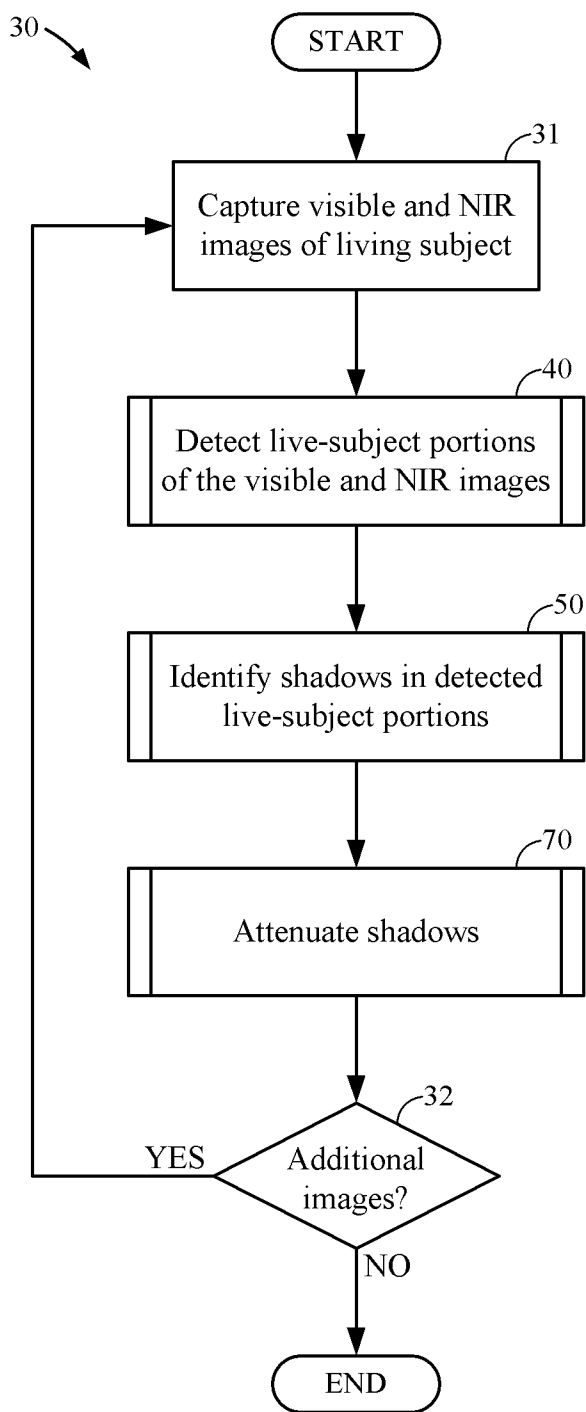 30
START
31
Capture visible and NIR
images of living subject
40
Detect live-subject portions
of the visible and NIR images
50
Identify shadows in detected
live-subject portions
70
Attenuate shadows
32
YES
Additional
images?
NO
END